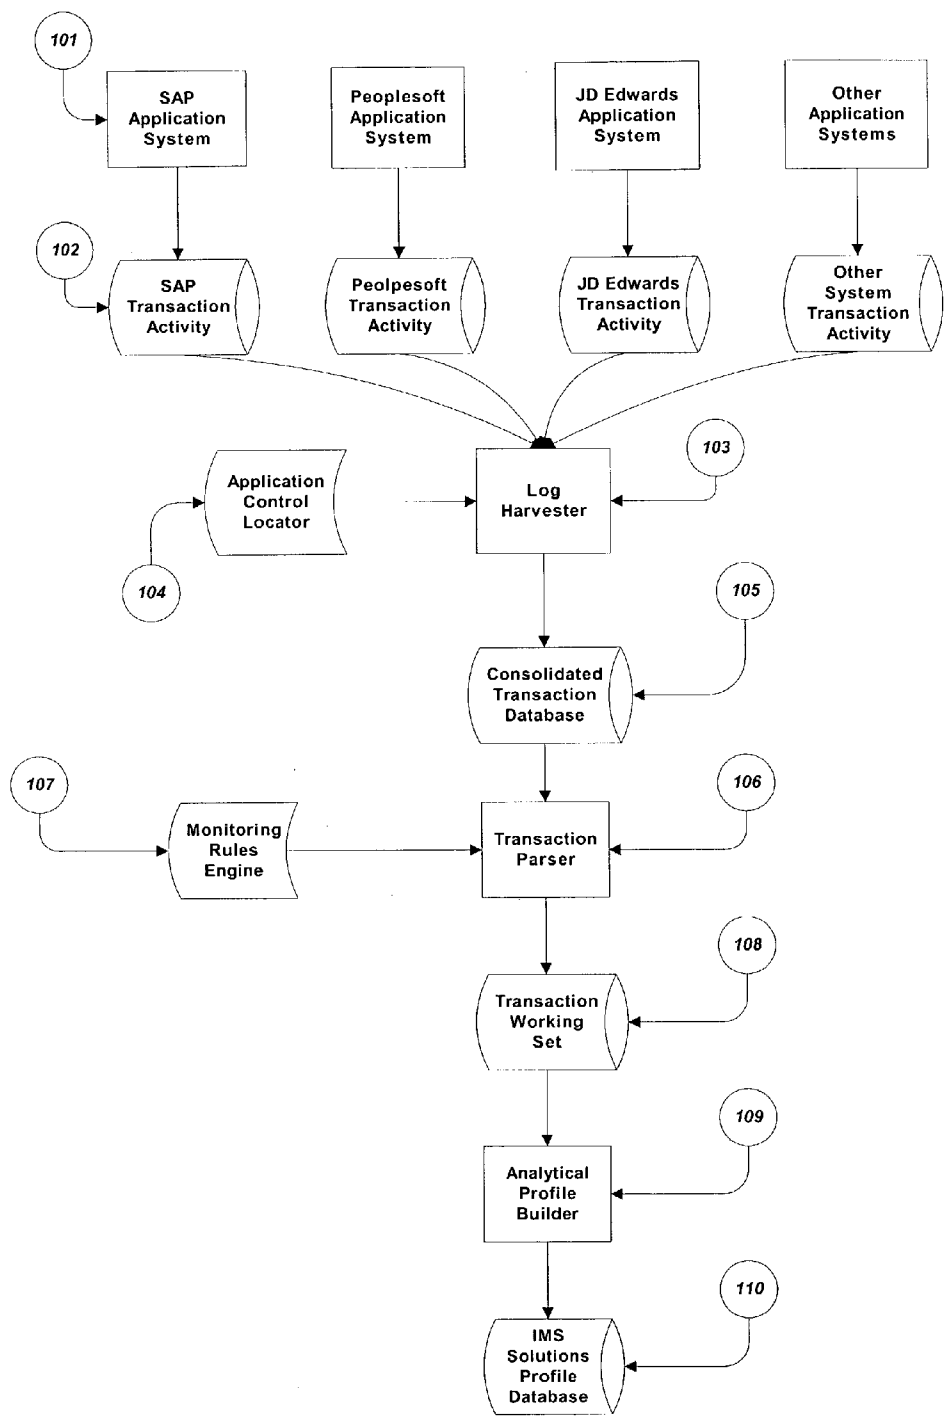 101
SAP
Application
System
Peoplesoft
Application
System
JD Edwards
Application
System
Other
Application
Systems
102
SAP
Transaction
Activity
Peolpesoft
Transaction
Activity
JD Edwards
Transaction
Activity
Other
System
Transaction
Activity
103
Application
Control
Locator
Log
Harvester
104
105
Consolidated
Transaction
Database
107
106
Monitoring
Rules
Engine
Transaction
Parser
108
Transaction
Working
Set
109
Analytical
Profile
Builder
110
IMS
Solutions
Profile
Database